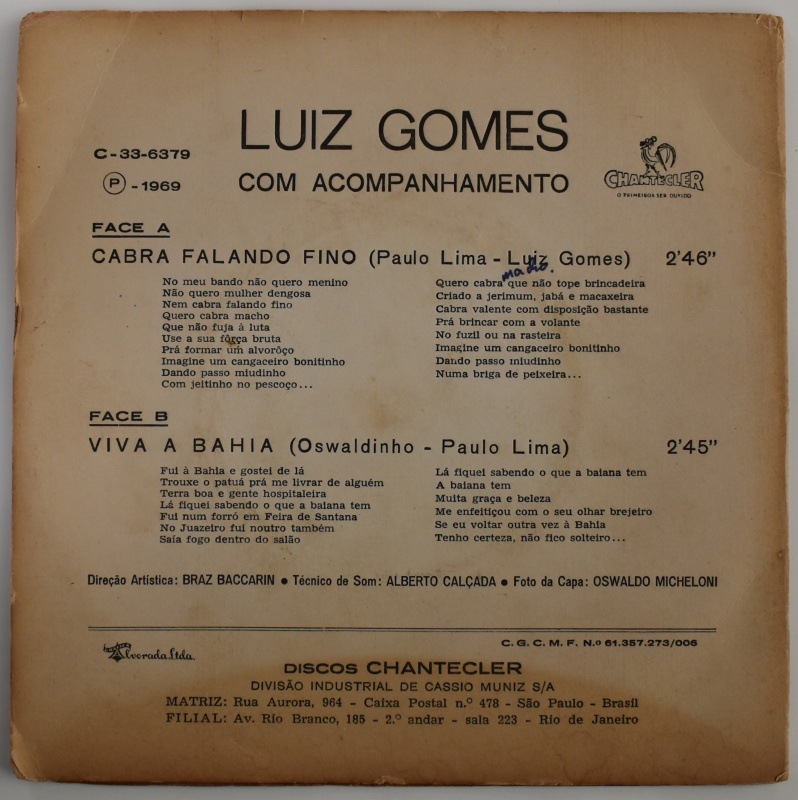 LUIZ GOMES
C-33-6379
Ⓟ - 1969
COM ACOMPANHAMENTO
CHANTECLER
O PRIMEIRO A SER OUVIDO
FACE A
CABRA FALANDO FINO (Paulo Lima - Luiz Gomes) 2'46"
No meu bando não quero menino
Não quero mulher dengosa
Nem cabra falando fino
Quero cabra macho
Que não fuja à luta
Use a sua fôrça bruta
Prá formar um alvorôço
Imagine um cangaceiro bonitinho
Dando passo miudinho
Com jeitinho no pescoço...
macho.
Quero cabra que não tope brincadeira
Criado a jerimum, jabá e macaxeira
Cabra valente com disposição bastante
Prá brincar com a volante
No fuzil ou na rasteira
Imagine um cangaceiro bonitinho
Dando passo miudinho
Numa briga de peixeira...
FACE B
VIVA A BAHIA (Oswaldinho - Paulo Lima) 2'45"
Fui à Bahia e gostei de lá
Trouxe o patuá prá me livrar de alguém
Terra boa e gente hospitaleira
Lá fiquei sabendo o que a baiana tem
Fui num forró em Feira de Santana
No Juazeiro fui noutro também
Saía fogo dentro do salão
Lá fiquei sabendo o que a baiana tem
A baiana tem
Muita graça e beleza
Me enfeitiçou com o seu olhar brejeiro
Se eu voltar outra vez à Bahia
Tenho certeza, não fico solteiro...
Direção Artística: BRAZ BACCARIN ● Técnico de Som: ALBERTO CALÇADA ● Foto da Capa: OSWALDO MICHELONI
C. G. C. M. F. N.º 61.357.273/006
Alvorada Ltda.
DISCOS CHANTECLER
DIVISÃO INDUSTRIAL DE CASSIO MUNIZ S/A
MATRIZ: Rua Aurora, 964 - Caixa Postal n.º 478 - São Paulo - Brasil
FILIAL: Av. Rio Branco, 185 - 2.º andar - sala 223 - Rio de Janeiro